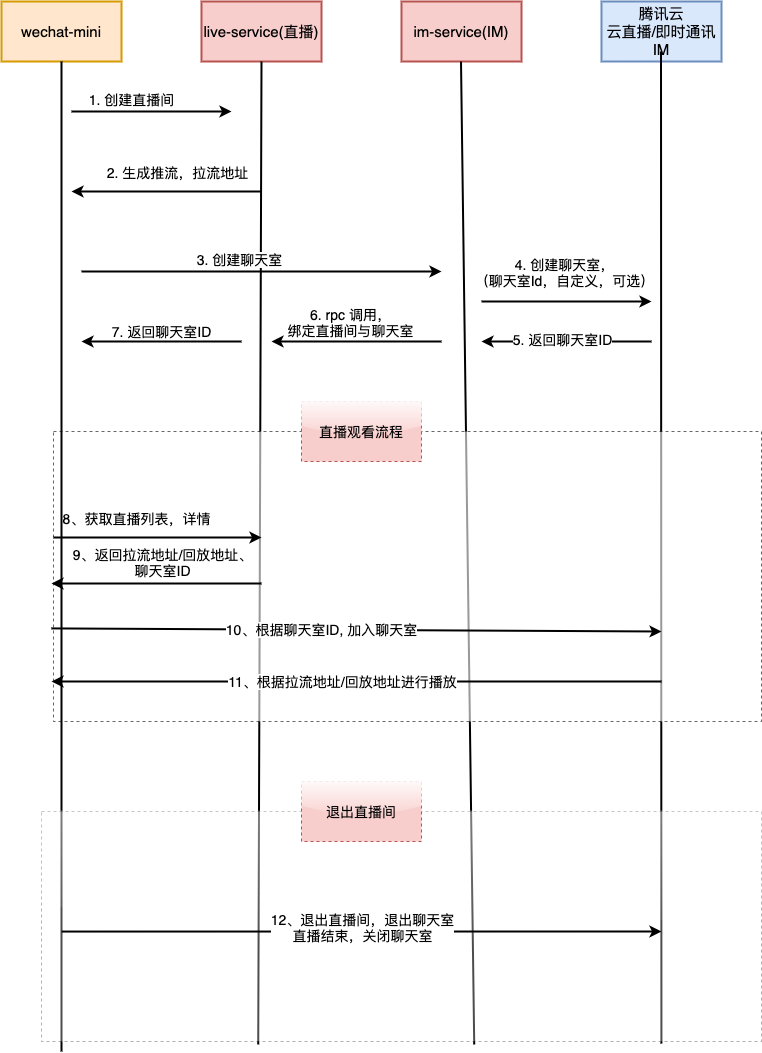 wechat-mini
live-service(直播)
im-service(IM)
腾讯云
云直播/即时通讯
IM
1. 创建直播间
2. 生成推流，拉流地址
3. 创建聊天室
4. 创建聊天室，
（聊天室Id，自定义，可选）
6. rpc 调用，
绑定直播间与聊天室
7. 返回聊天室ID
5. 返回聊天室ID
直播观看流程
8、获取直播列表，详情
9、返回拉流地址/回放地址、
聊天室ID
10、根据聊天室ID, 加入聊天室
11、根据拉流地址/回放地址进行播放
退出直播间
12、退出直播间，退出聊天室
直播结束，关闭聊天室